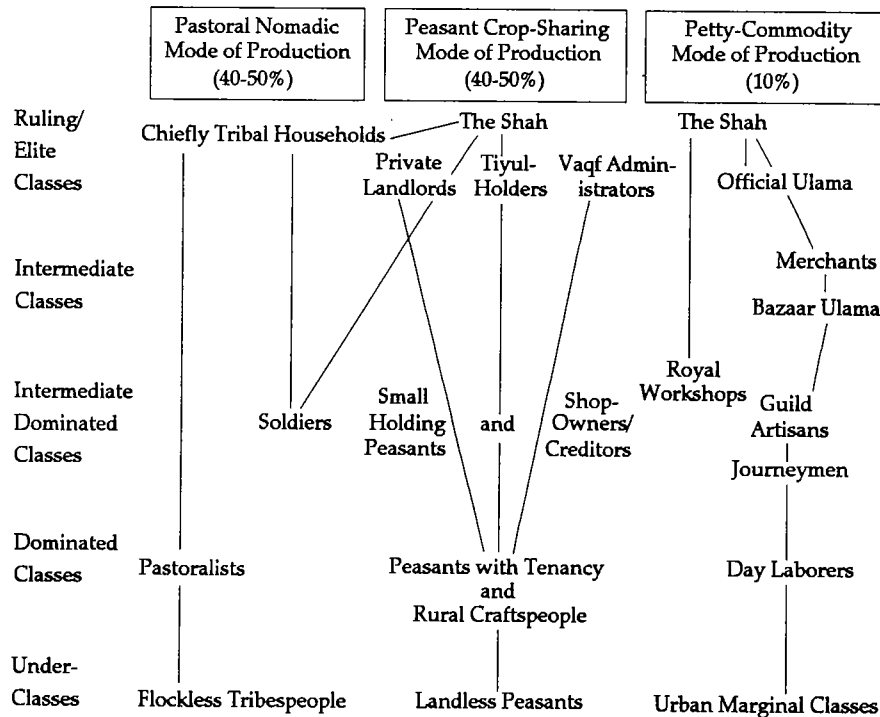 Pastoral Nomadic
Mode of Production
(40-50%)
Peasant Crop-Sharing
Mode of Production
(40-50%)
Petty-Commodity
Mode of Production
(10%)
Ruling/
Elite
Classes
Chiefly Tribal Households
The Shah
The Shah
Private
Landlords
Tiyul-
Holders
Vaqf Admin-
istrators
Official Ulama
Intermediate
Classes
Merchants
Bazaar Ulama
Intermediate
Dominated
Classes
Soldiers
Small
Holding
Peasants
and
Shop-
Owners/
Creditors
Royal
Workshops
Guild
Artisans
Journeymen
Dominated
Classes
Pastoralists
Peasants with Tenancy
and
Rural Craftspeople
Day Laborers
Under-
Classes
Flockless Tribespeople
Landless Peasants
Urban Marginal Classes